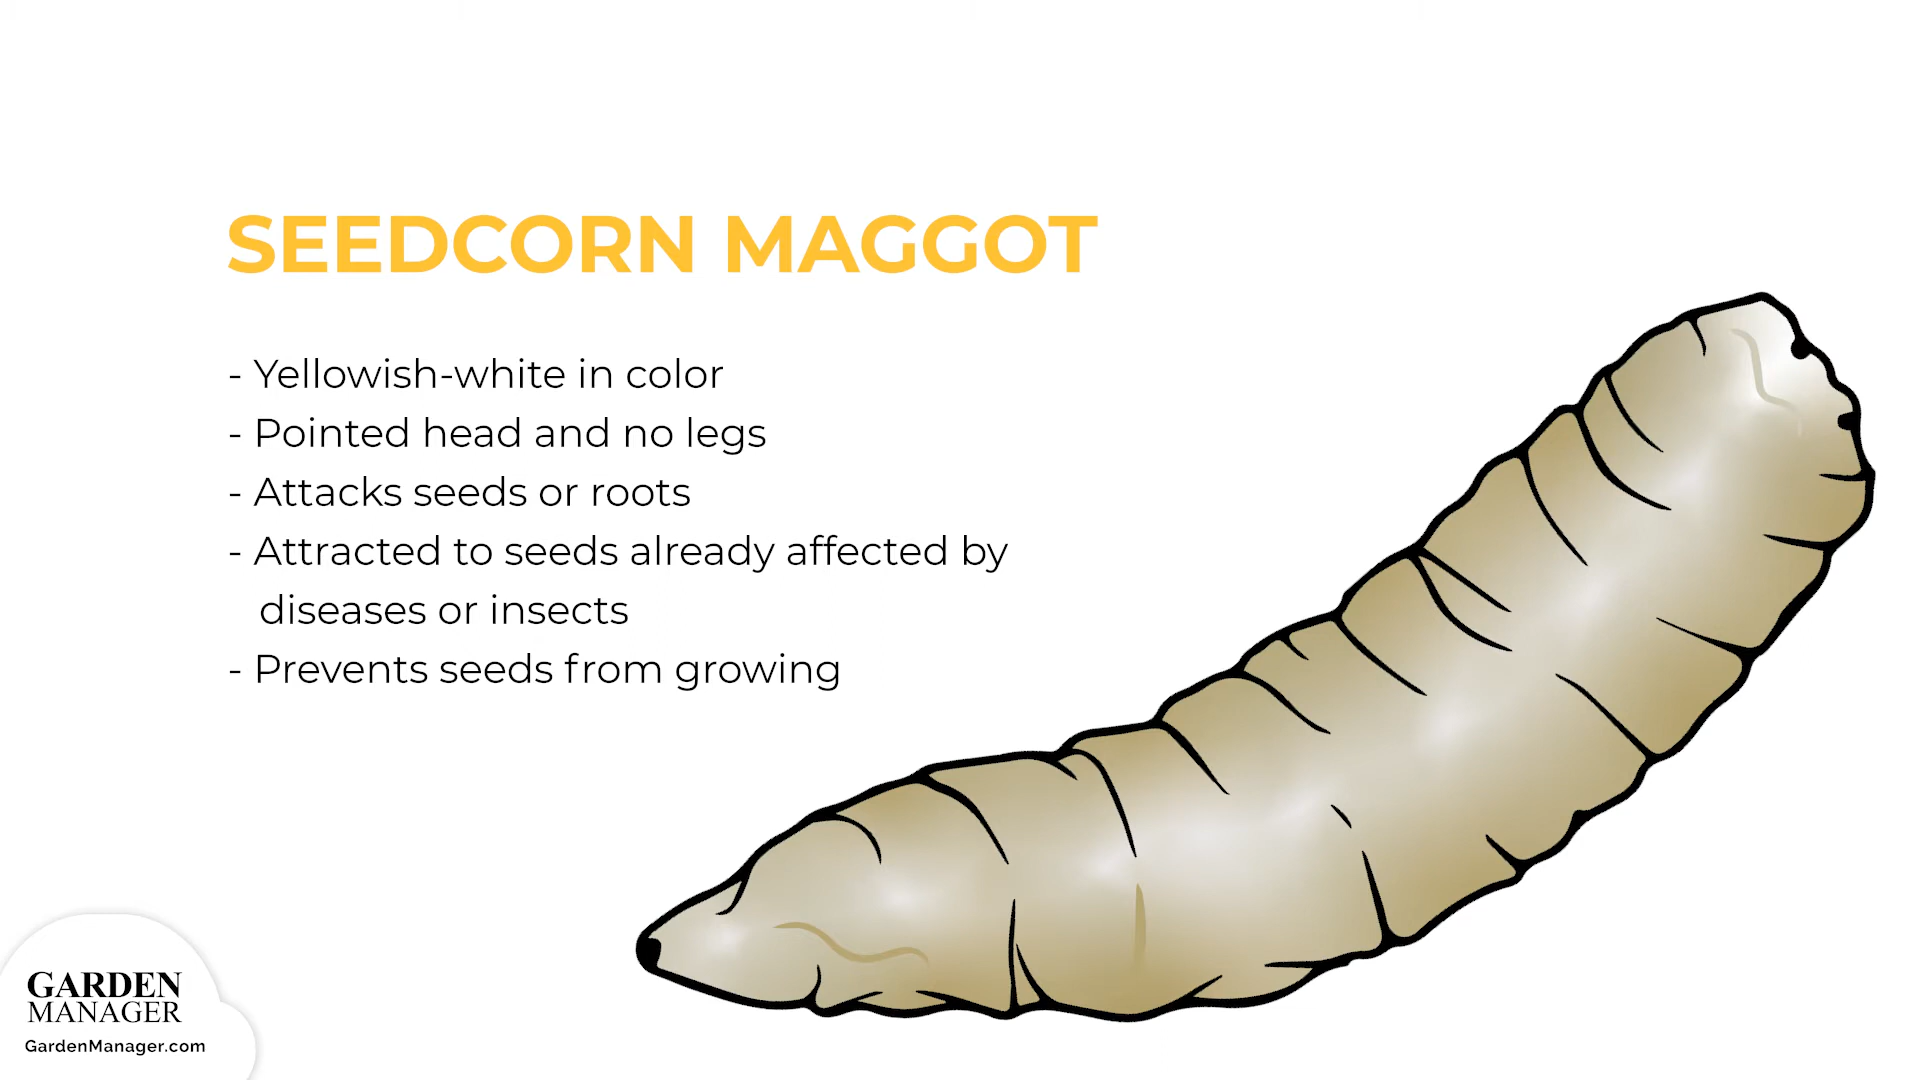 SEEDCORN MAGGOT
- Yellowish-white in color
- Pointed head and no legs
- Attacks seeds or roots
- Attracted to seeds already affected by
diseases or insects
- Prevents seeds from growing
GARDEN
MANAGER
GardenManager.com